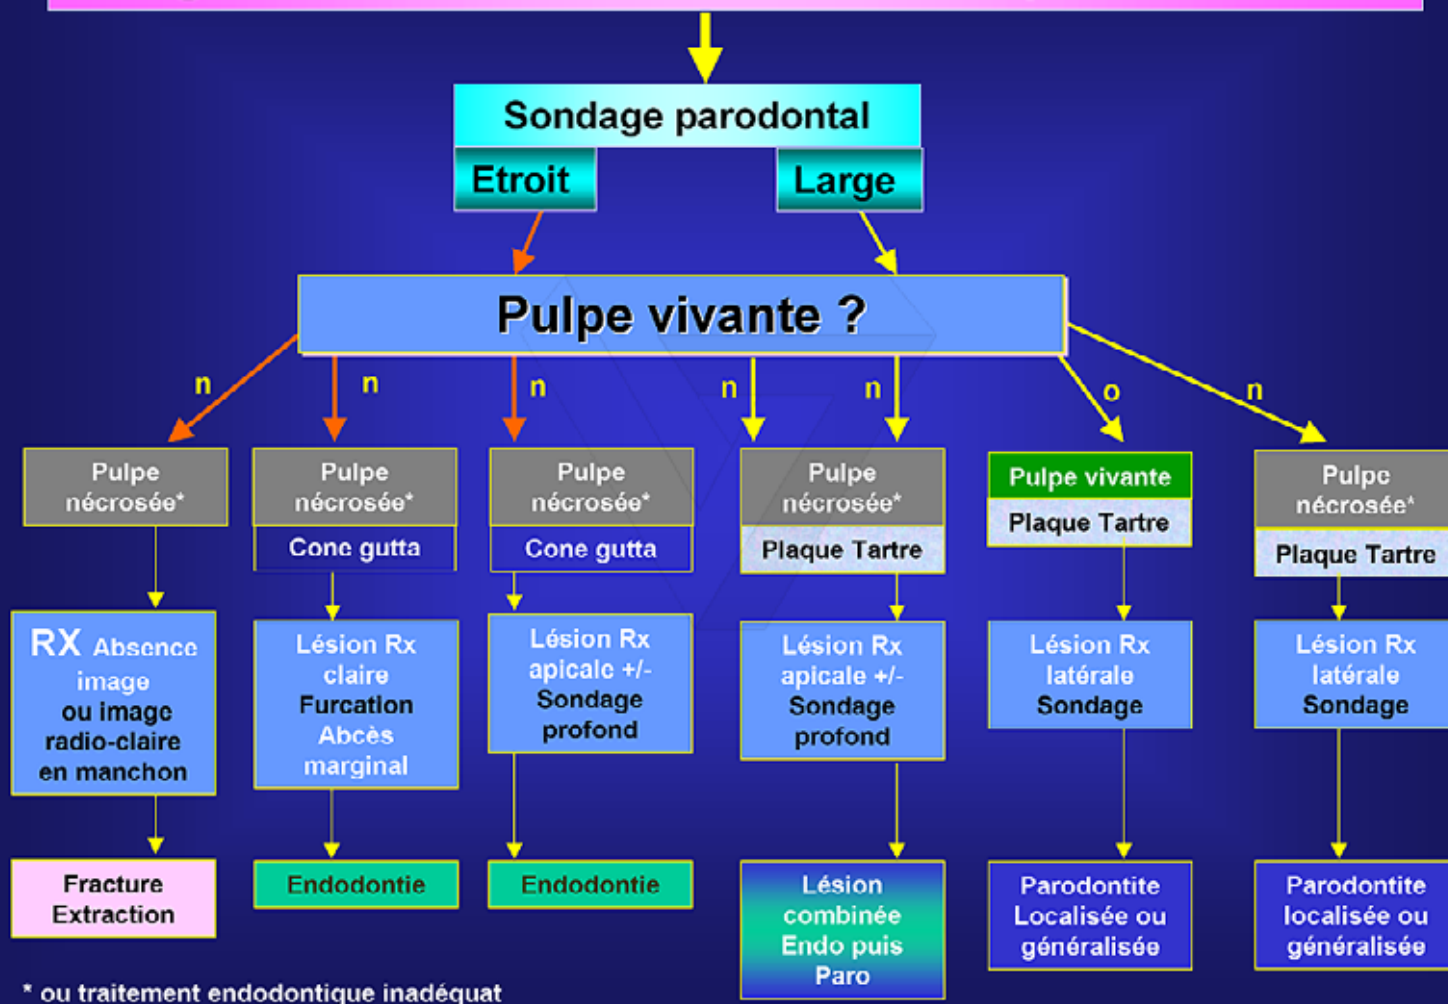 Sondage parodontal
Etroit
Large
Pulpe vivante ?
n
n
n
n
n
o
n
Pulpe
nécrosée*
Pulpe
nécrosée*
Cone gutta
Pulpe
nécrosée*
Cone gutta
Pulpe
nécrosée*
Plaque Tartre
Pulpe vivante
Plaque Tartre
Pulpe
nécrosée*
Plaque Tartre
RX Absence
image
ou image
radio-claire
en manchon
Lésion Rx
claire
Furcation
Abcès
marginal
Lésion Rx
apicale +/-
Sondage
profond
Lésion Rx
apicale +/-
Sondage
profond
Lésion Rx
latérale
Sondage
Lésion Rx
latérale
Sondage
Fracture
Extraction
Endodontie
Endodontie
Lésion
combinée
Endo puis
Paro
Parodontite
Localisée ou
généralisée
Parodontite
localisée ou
généralisée
* ou traitement endodontique inadéquat